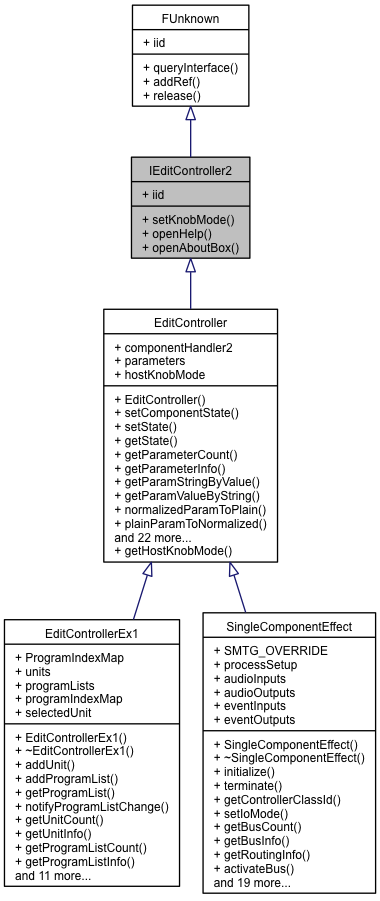 FUnknown
+ iid
+ queryInterface()
+ addRef()
+ release()
IEditController2
+ iid
+ setKnobMode()
+ openHelp()
+ openAboutBox()
EditController
+ componentHandler2
+ parameters
+ hostKnobMode
+ EditController()
+ setComponentState()
+ setState()
+ getState()
+ getParameterCount()
+ getParameterInfo()
+ getParamStringByValue()
+ getParamValueByString()
+ normalizedParamToPlain()
+ plainParamToNormalized()
and 22 more...
+ getHostKnobMode()
EditControllerEx1
+ ProgramIndexMap
+ units
+ programLists
+ programIndexMap
+ selectedUnit
+ EditControllerEx1()
+ ~EditControllerEx1()
+ addUnit()
+ addProgramList()
+ getProgramList()
+ notifyProgramListChange()
+ getUnitCount()
+ getUnitInfo()
+ getProgramListCount()
+ getProgramListInfo()
and 11 more...
SingleComponentEffect
+ SMTG_OVERRIDE
+ processSetup
+ audioInputs
+ audioOutputs
+ eventInputs
+ eventOutputs
+ SingleComponentEffect()
+ ~SingleComponentEffect()
+ initialize()
+ terminate()
+ getControllerClassId()
+ setIoMode()
+ getBusCount()
+ getBusInfo()
+ getRoutingInfo()
+ activateBus()
and 19 more...